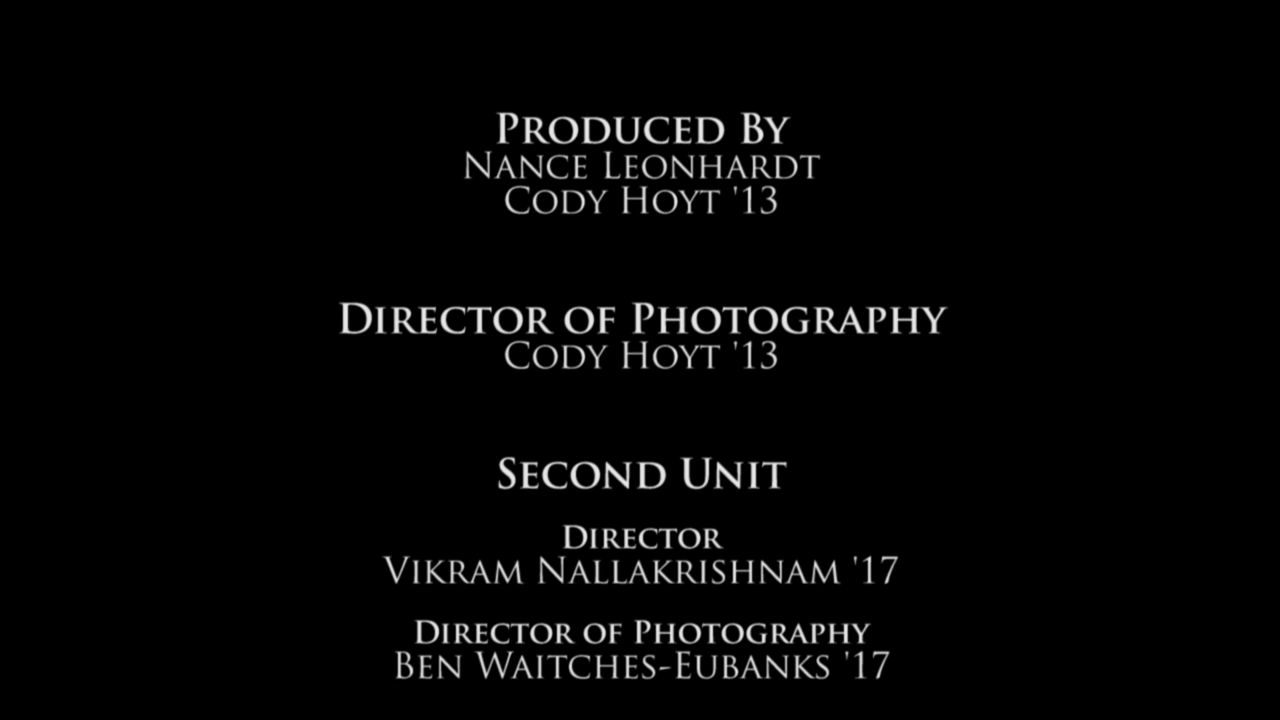 Produced By
Nance Leonhardt
Cody Hoyt '13
Director of Photography
Cody Hoyt '13
Second Unit
Director
Vikram Nallakrishnam '17
Director of Photography
Ben Waitches-Eubanks '17